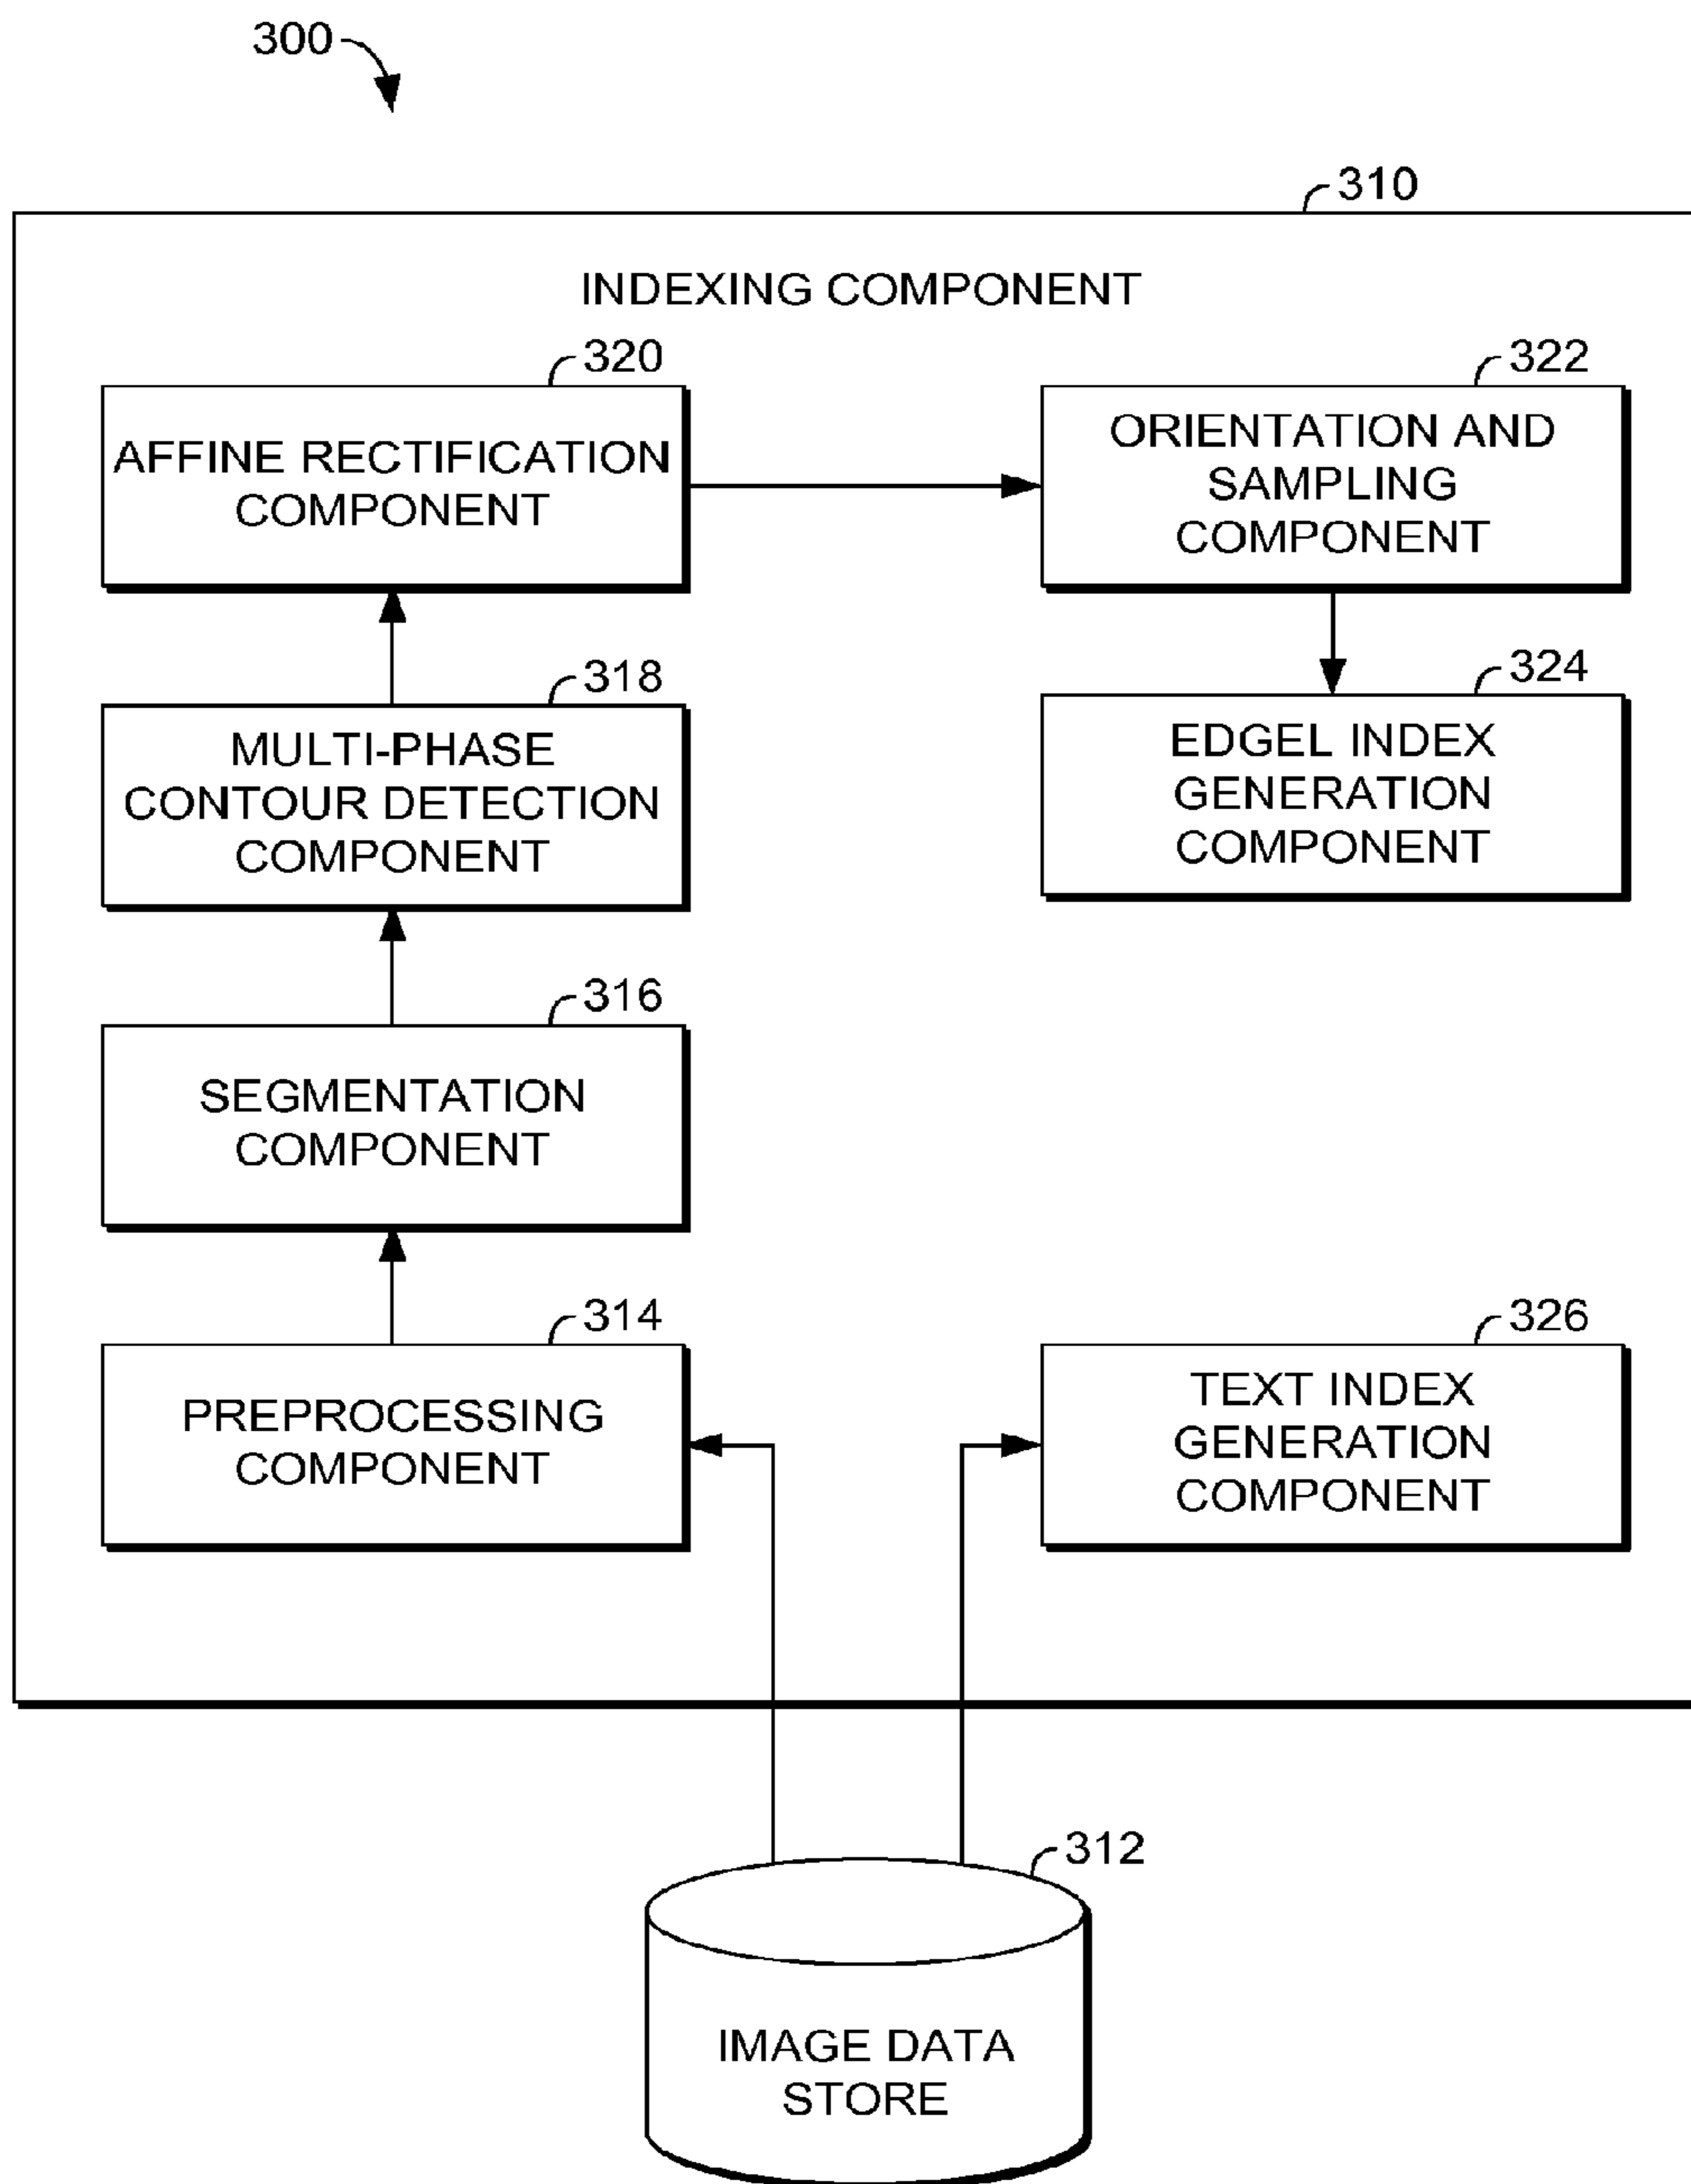 300
310
INDEXING COMPONENT
320
AFFINE RECTIFICATION
COMPONENT
322
ORIENTATION AND
SAMPLING
COMPONENT
318
MULTI-PHASE
CONTOUR DETECTION
COMPONENT
324
EDGEL INDEX
GENERATION
COMPONENT
316
SEGMENTATION
COMPONENT
314
PREPROCESSING
COMPONENT
326
TEXT INDEX
GENERATION
COMPONENT
312
IMAGE DATA
STORE